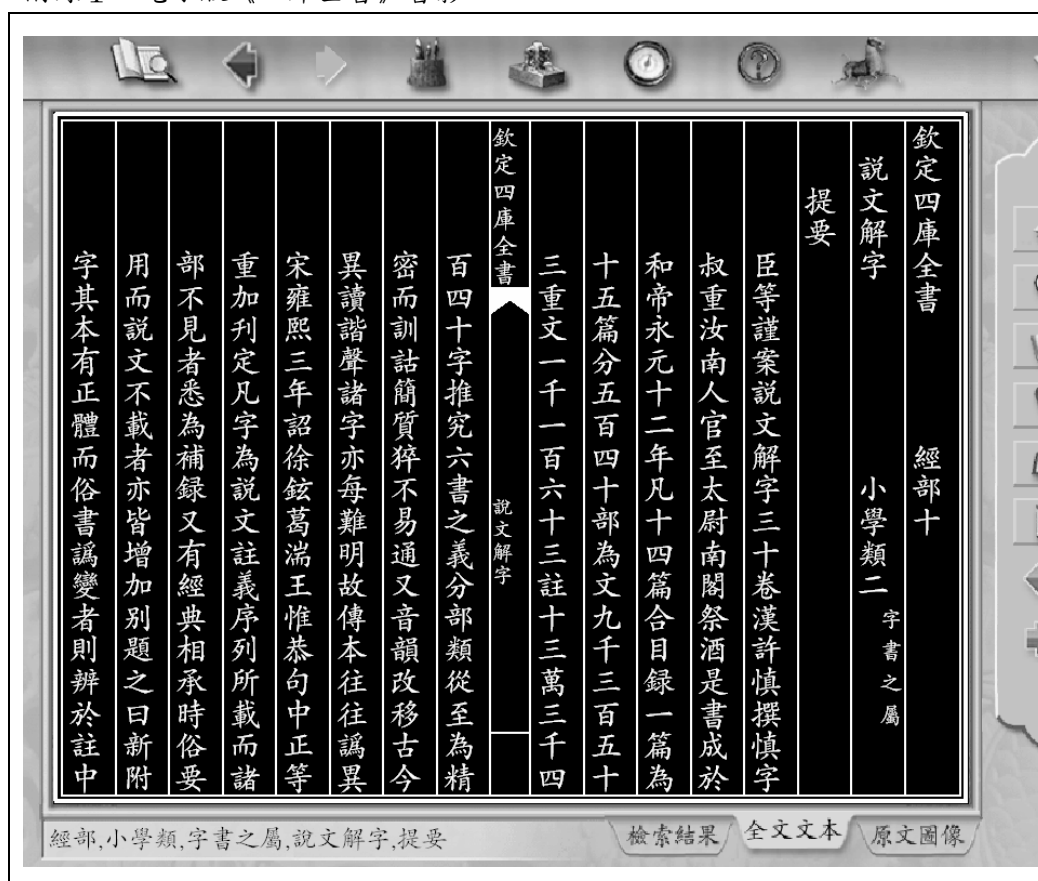 欽定四庫全書 經部十
説文解字 小學類二 字書之屬
提要
臣等謹案説文解字三十卷漢許慎撰慎字
叔重汝南人官至太尉南閣祭酒是書成於
和帝永元十二年凡十四篇合目録一篇為
十五篇分五百四十部為文九千三百五十
三重文一千一百六十三註十三萬三千四
欽定四庫全書 説文解字
百四十字推究六書之義分部類從至為精
密而訓詁簡質猝不易通又音韻改移古今
異讀諧聲諸字亦每難明故傳本往往譌異
宋雍熙三年詔徐鉉葛湍王惟恭句中正等
重加刋定凡字為説文註義序列所載而諸
部不見者悉為補録又有經典相承時俗要
用而説文不載者亦皆增加别題之曰新附
字其本有正體而俗書譌變者則辨於註中
經部,小學類,字書之屬,說文解字,提要
檢索結果
全文文本
原文圖像